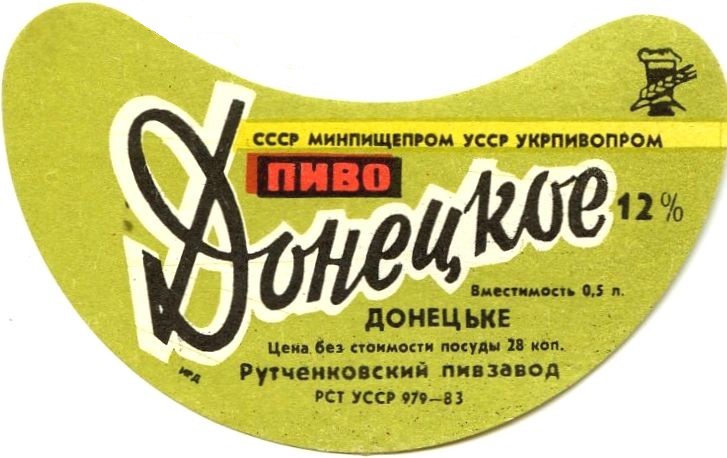 СССР МИНПИЩЕПРОМ УССР УКРПИВОПРОМ
ПИВО
Донецкое 12%
Вместимость 0,5 л.
ДОНЕЦЬКЕ
Цена без стоимости посуды 28 коп.
Рутченковский пивзавод
РСТ УССР 979—83